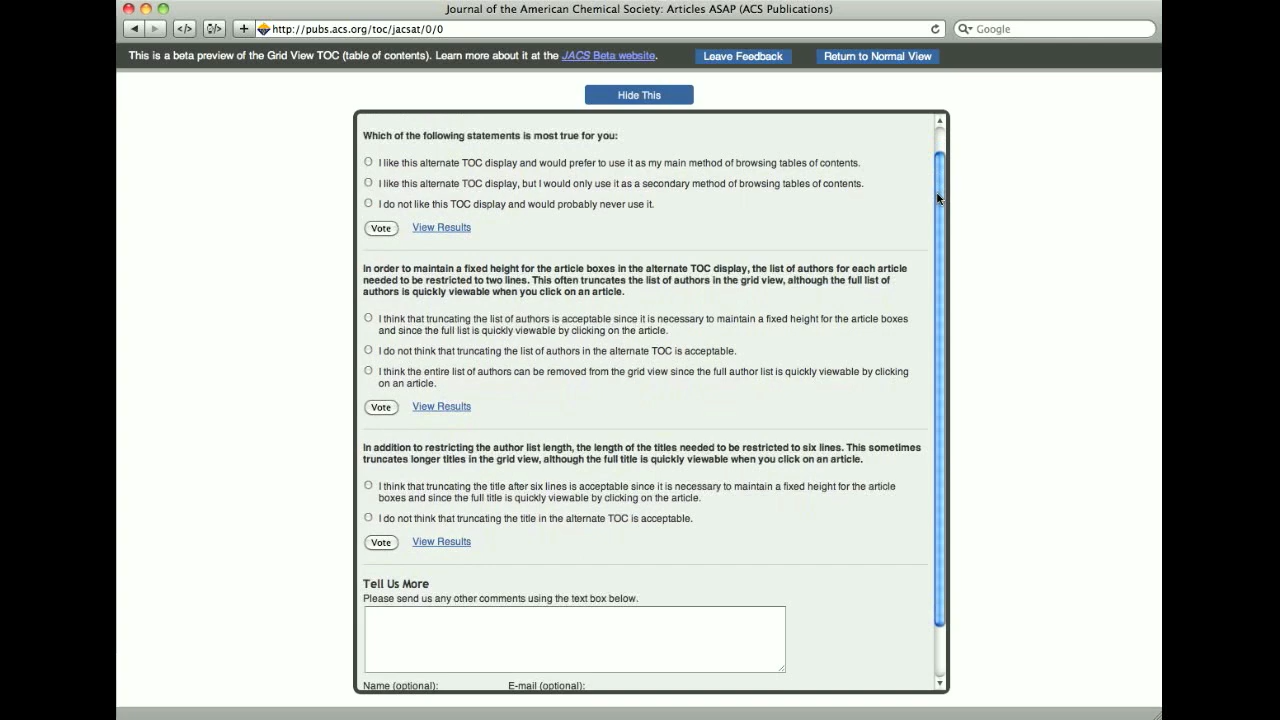 Journal of the American Chemical Society: Articles ASAP (ACS Publications)
http://pubs.acs.org/toc/jacsat/0/0
Google
This is a beta preview of the Grid View TOC (table of contents). Learn more about it at the JACS Beta website.
Leave Feedback
Return to Normal View
Hide This
Which of the following statements is most true for you:
I like this alternate TOC display and would prefer to use it as my main method of browsing tables of contents.
I like this alternate TOC display, but I would only use it as a secondary method of browsing tables of contents.
I do not like this TOC display and would probably never use it.
Vote
View Results
In order to maintain a fixed height for the article boxes in the alternate TOC display, the list of authors for each article
needed to be restricted to two lines. This often truncates the list of authors in the grid view, although the full list of
authors is quickly viewable when you click on an article.
I think that truncating the list of authors is acceptable since it is necessary to maintain a fixed height for the article boxes
and since the full list is quickly viewable by clicking on the article.
I do not think that truncating the list of authors in the alternate TOC is acceptable.
I think the entire list of authors can be removed from the grid view since the full author list is quickly viewable by clicking
on an article.
Vote
View Results
In addition to restricting the author list length, the length of the titles needed to be restricted to six lines. This sometimes
truncates longer titles in the grid view, although the full title is quickly viewable when you click on an article.
I think that truncating the title after six lines is acceptable since it is necessary to maintain a fixed height for the article
boxes and since the full title is quickly viewable by clicking on the article.
I do not think that truncating the title in the alternate TOC is acceptable.
Vote
View Results
Tell Us More
Please send us any other comments using the text box below.
Name (optional):
E-mail (optional):